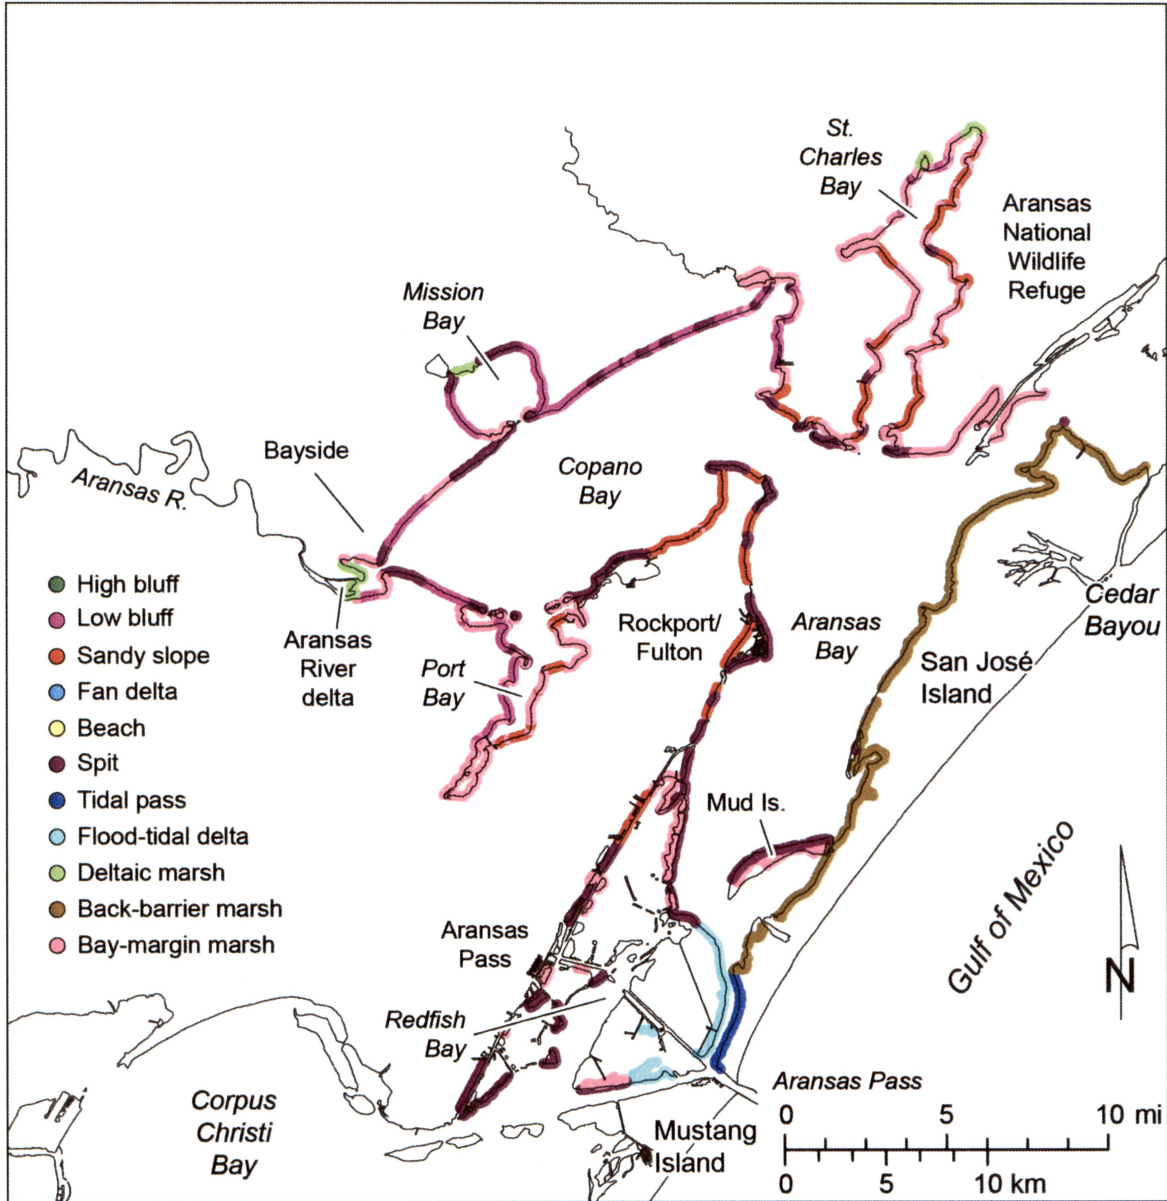 St.
Charles
Bay
Aransas
National
Wildlife
Refuge
Mission
Bay
Bayside
Copano
Bay
Aransas R.
High bluff
Low bluff
Sandy slope
Fan delta
Beach
Spit
Tidal pass
Flood-tidal delta
Deltaic marsh
Back-barrier marsh
Bay-margin marsh
Aransas
River
delta
Port
Bay
Rockport/
Fulton
Aransas
Bay
Cedar
Bayou
San José
Island
Mud Is.
Gulf of Mexico
N
Aransas
Pass
Redfish
Bay
Corpus
Christi
Bay
Aransas Pass
Mustang
Island
0 5 10 mi
0 5 10 km